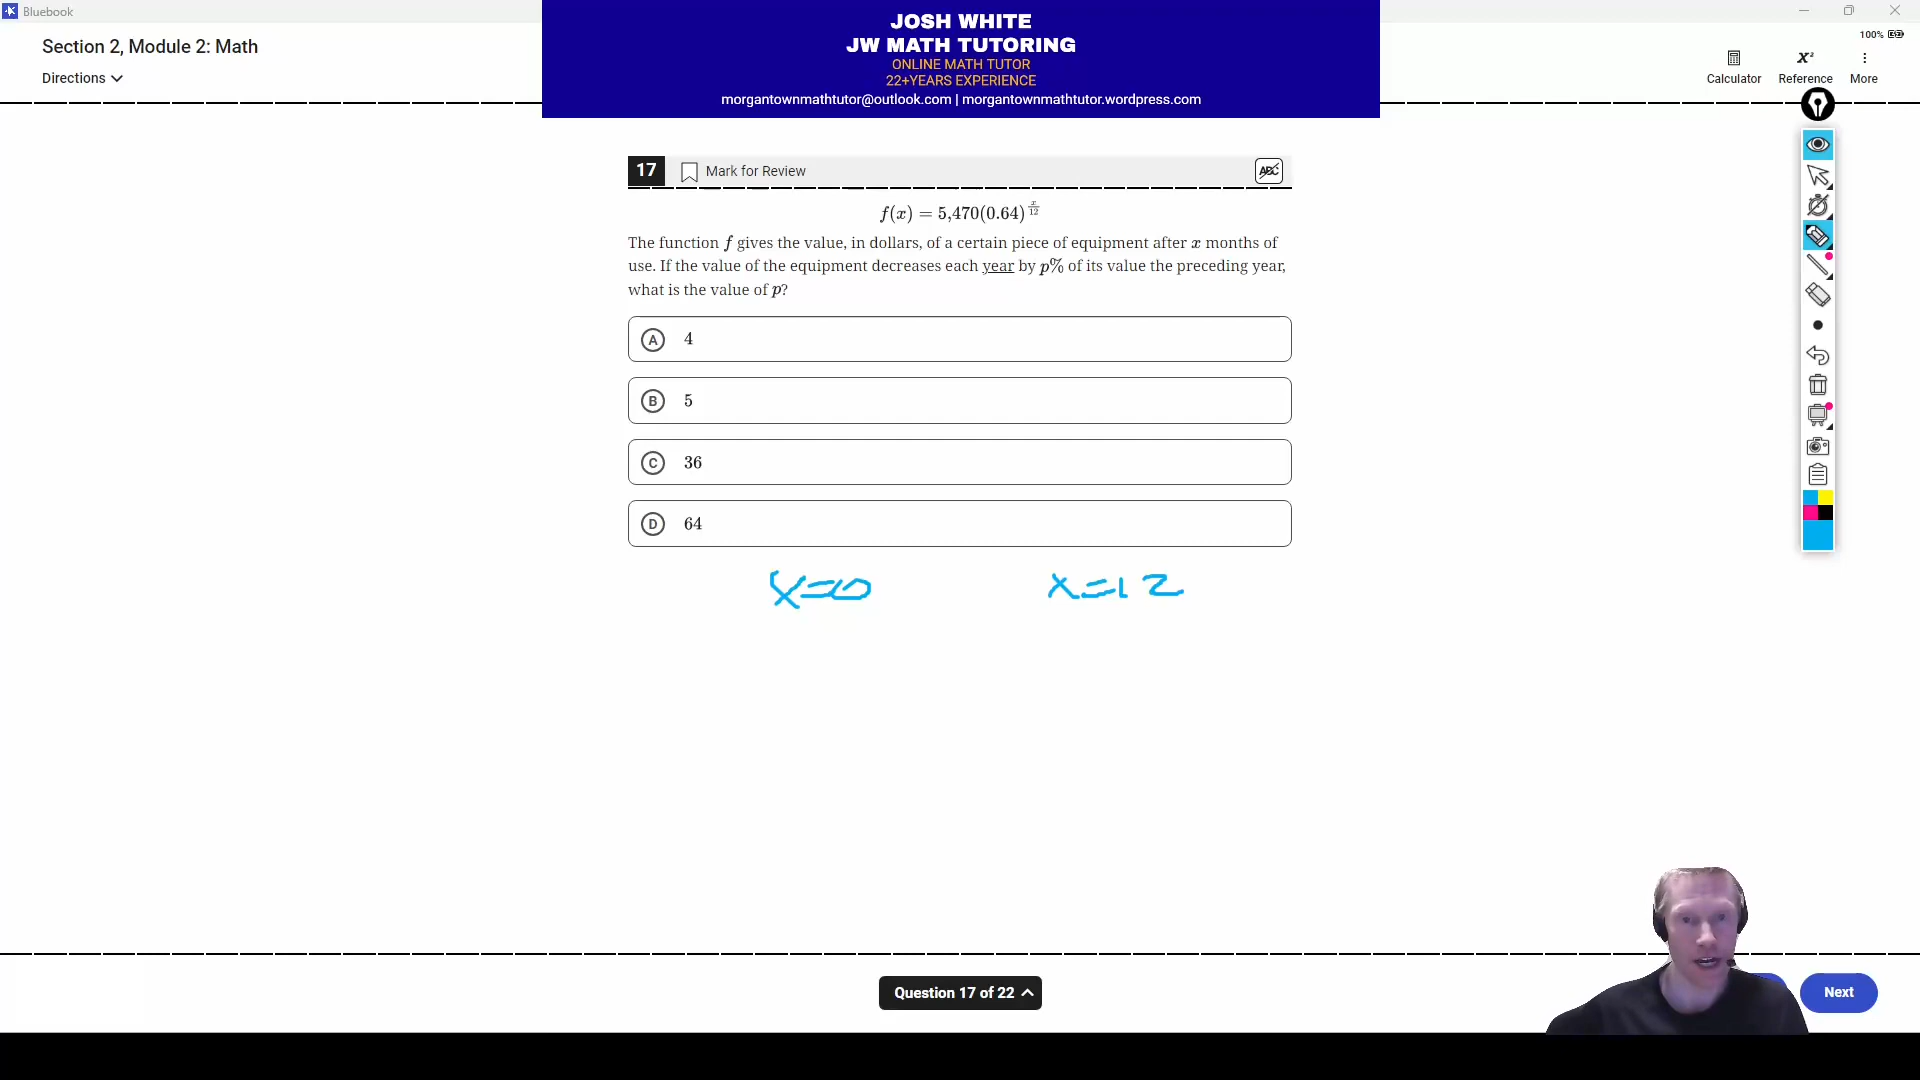 Bluebook
JOSH WHITE
JW MATH TUTORING
ONLINE MATH TUTOR
22+YEARS EXPERIENCE
morgantownmathtutor@outlook.com | morgantownmathtutor.wordpress.com
Section 2, Module 2: Math
Directions
100%
Calculator
Reference
More
17 Mark for Review ABC
f(x) = 5,470(0.64)^(x/12)
The function f gives the value, in dollars, of a certain piece of equipment after x months of
use. If the value of the equipment decreases each year by p% of its value the preceding year,
what is the value of p?
A 4
B 5
C 36
D 64
x=0 x=12
Question 17 of 22
Next